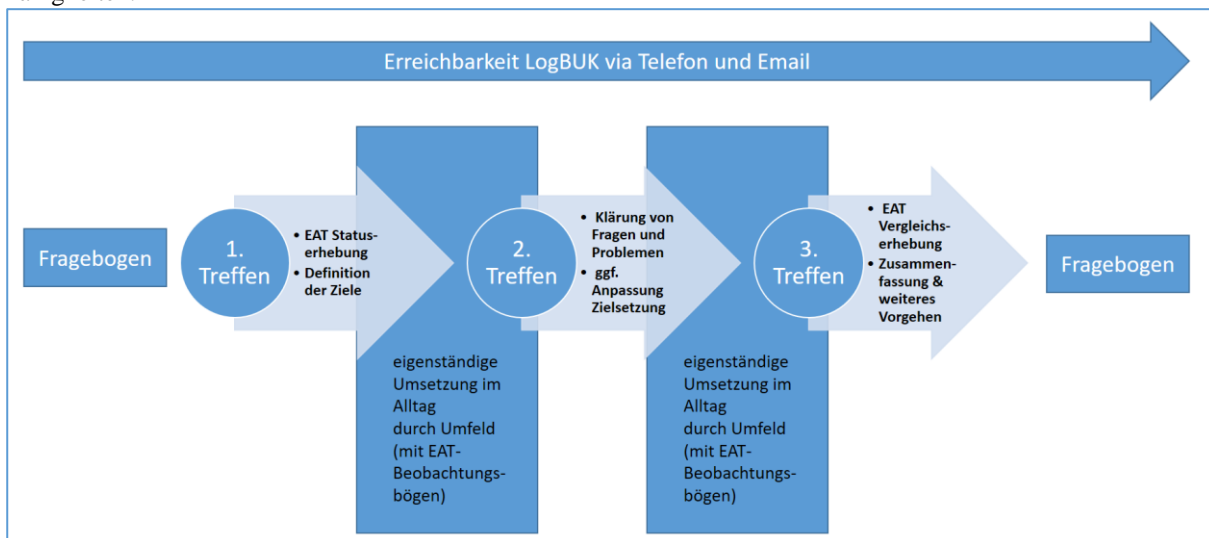 Erreichbarkeit LogBUK via Telefon und Email
Fragebogen
1.
Treffen
• EAT Status-
erhebung
• Definition
der Ziele
eigenständige
Umsetzung im
Alltag
durch Umfeld
(mit EAT-
Beobachtungs-
bögen)
2.
Treffen
• Klärung von
Fragen und
Problemen
• ggf.
Anpassung
Zielsetzung
eigenständige
Umsetzung im
Alltag
durch Umfeld
(mit EAT-
Beobachtungs-
bögen)
3.
Treffen
• EAT
Vergleichs-
erhebung
• Zusammen-
fassung &
weiteres
Vorgehen
Fragebogen